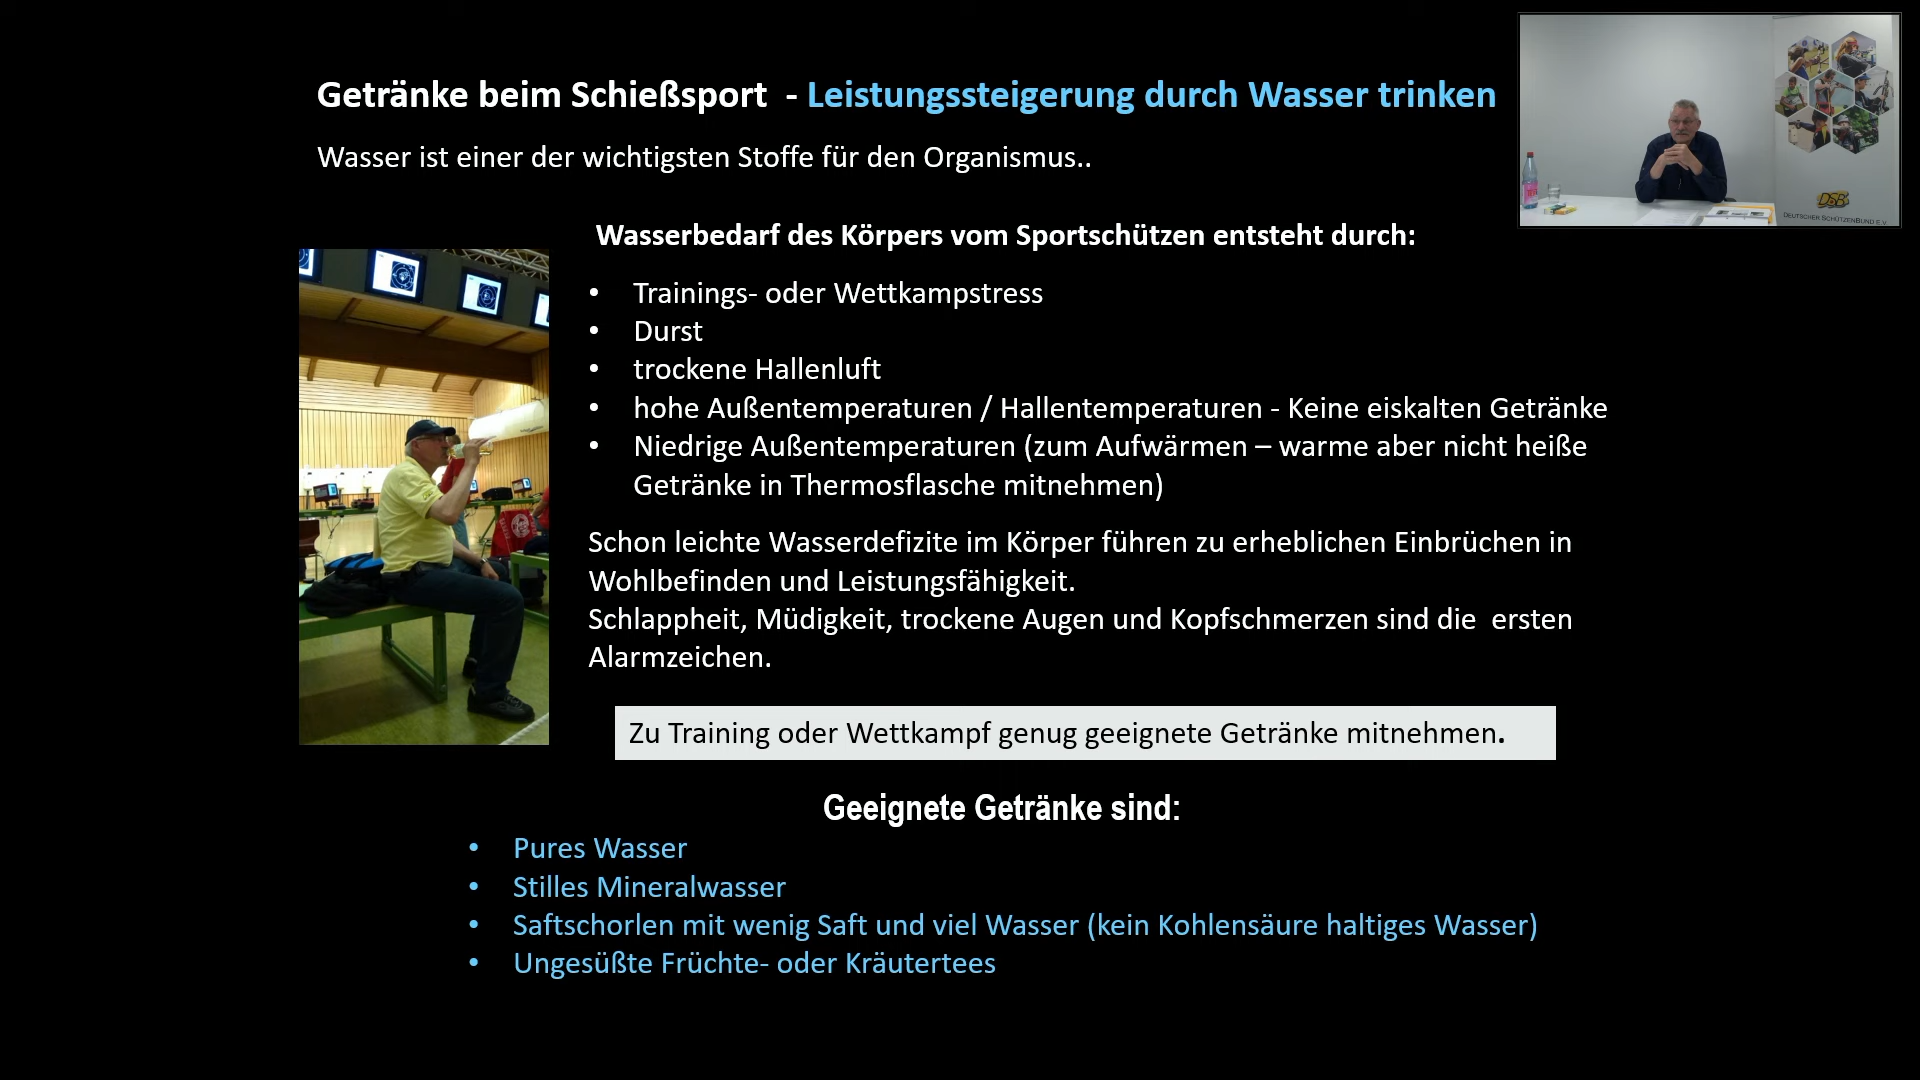 Getränke beim Schießsport - Leistungssteigerung durch Wasser trinken
Wasser ist einer der wichtigsten Stoffe für den Organismus..
DSB
DEUTSCHER SCHÜTZENBUND E.V.
Wasserbedarf des Körpers vom Sportschützen entsteht durch:
• Trainings- oder Wettkampstress
• Durst
• trockene Hallenluft
• hohe Außentemperaturen / Hallentemperaturen - Keine eiskalten Getränke
• Niedrige Außentemperaturen (zum Aufwärmen – warme aber nicht heiße
Getränke in Thermosflasche mitnehmen)
Schon leichte Wasserdefizite im Körper führen zu erheblichen Einbrüchen in
Wohlbefinden und Leistungsfähigkeit.
Schlappheit, Müdigkeit, trockene Augen und Kopfschmerzen sind die ersten
Alarmzeichen.
Zu Training oder Wettkampf genug geeignete Getränke mitnehmen.
Geeignete Getränke sind:
• Pures Wasser
• Stilles Mineralwasser
• Saftschorlen mit wenig Saft und viel Wasser (kein Kohlensäure haltiges Wasser)
• Ungesüßte Früchte- oder Kräutertees